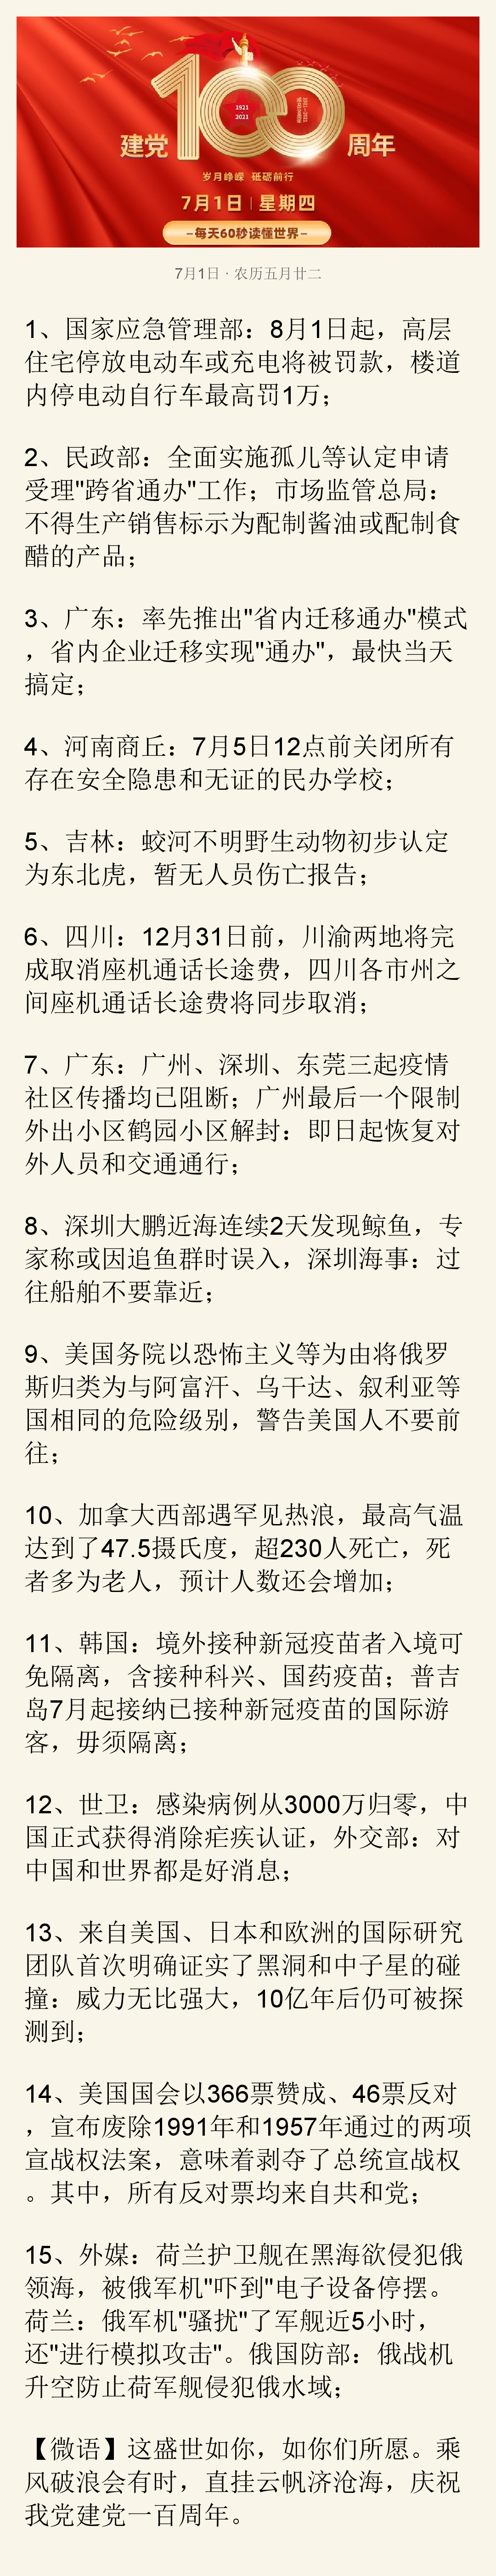 建党
100
1921
2021
周年
岁月峥嵘 砥砺前行
7月1日 | 星期四
—每天60秒读懂世界—
7月1日 · 农历五月廿二
1、国家应急管理部：8月1日起，高层
住宅停放电动车或充电将被罚款，楼道
内停电动自行车最高罚1万；
2、民政部：全面实施孤儿等认定申请
受理"跨省通办"工作；市场监管总局：
不得生产销售标示为配制酱油或配制食
醋的产品；
3、广东：率先推出"省内迁移通办"模式
，省内企业迁移实现"通办"，最快当天
搞定；
4、河南商丘：7月5日12点前关闭所有
存在安全隐患和无证的民办学校；
5、吉林：蛟河不明野生动物初步认定
为东北虎，暂无人员伤亡报告；
6、四川：12月31日前，川渝两地将完
成取消座机通话长途费，四川各市州之
间座机通话长途费将同步取消；
7、广东：广州、深圳、东莞三起疫情
社区传播均已阻断；广州最后一个限制
外出小区鹤园小区解封：即日起恢复对
外人员和交通通行；
8、深圳大鹏近海连续2天发现鲸鱼，专
家称或因追鱼群时误入，深圳海事：过
往船舶不要靠近；
9、美国务院以恐怖主义等为由将俄罗
斯归类为与阿富汗、乌干达、叙利亚等
国相同的危险级别，警告美国人不要前
往；
10、加拿大西部遇罕见热浪，最高气温
达到了47.5摄氏度，超230人死亡，死
者多为老人，预计人数还会增加；
11、韩国：境外接种新冠疫苗者入境可
免隔离，含接种科兴、国药疫苗；普吉
岛7月起接纳已接种新冠疫苗的国际游
客，毋须隔离；
12、世卫：感染病例从3000万归零，中
国正式获得消除疟疾认证，外交部：对
中国和世界都是好消息；
13、来自美国、日本和欧洲的国际研究
团队首次明确证实了黑洞和中子星的碰
撞：威力无比强大，10亿年后仍可被探
测到；
14、美国国会以366票赞成、46票反对
，宣布废除1991年和1957年通过的两项
宣战权法案，意味着剥夺了总统宣战权
。其中，所有反对票均来自共和党；
15、外媒：荷兰护卫舰在黑海欲侵犯俄
领海，被俄军机"吓到"电子设备停摆。
荷兰：俄军机"骚扰"了军舰近5小时，
还"进行模拟攻击"。俄国防部：俄战机
升空防止荷军舰侵犯俄水域；
【微语】这盛世如你，如你们所愿。乘
风破浪会有时，直挂云帆济沧海，庆祝
我党建党一百周年。